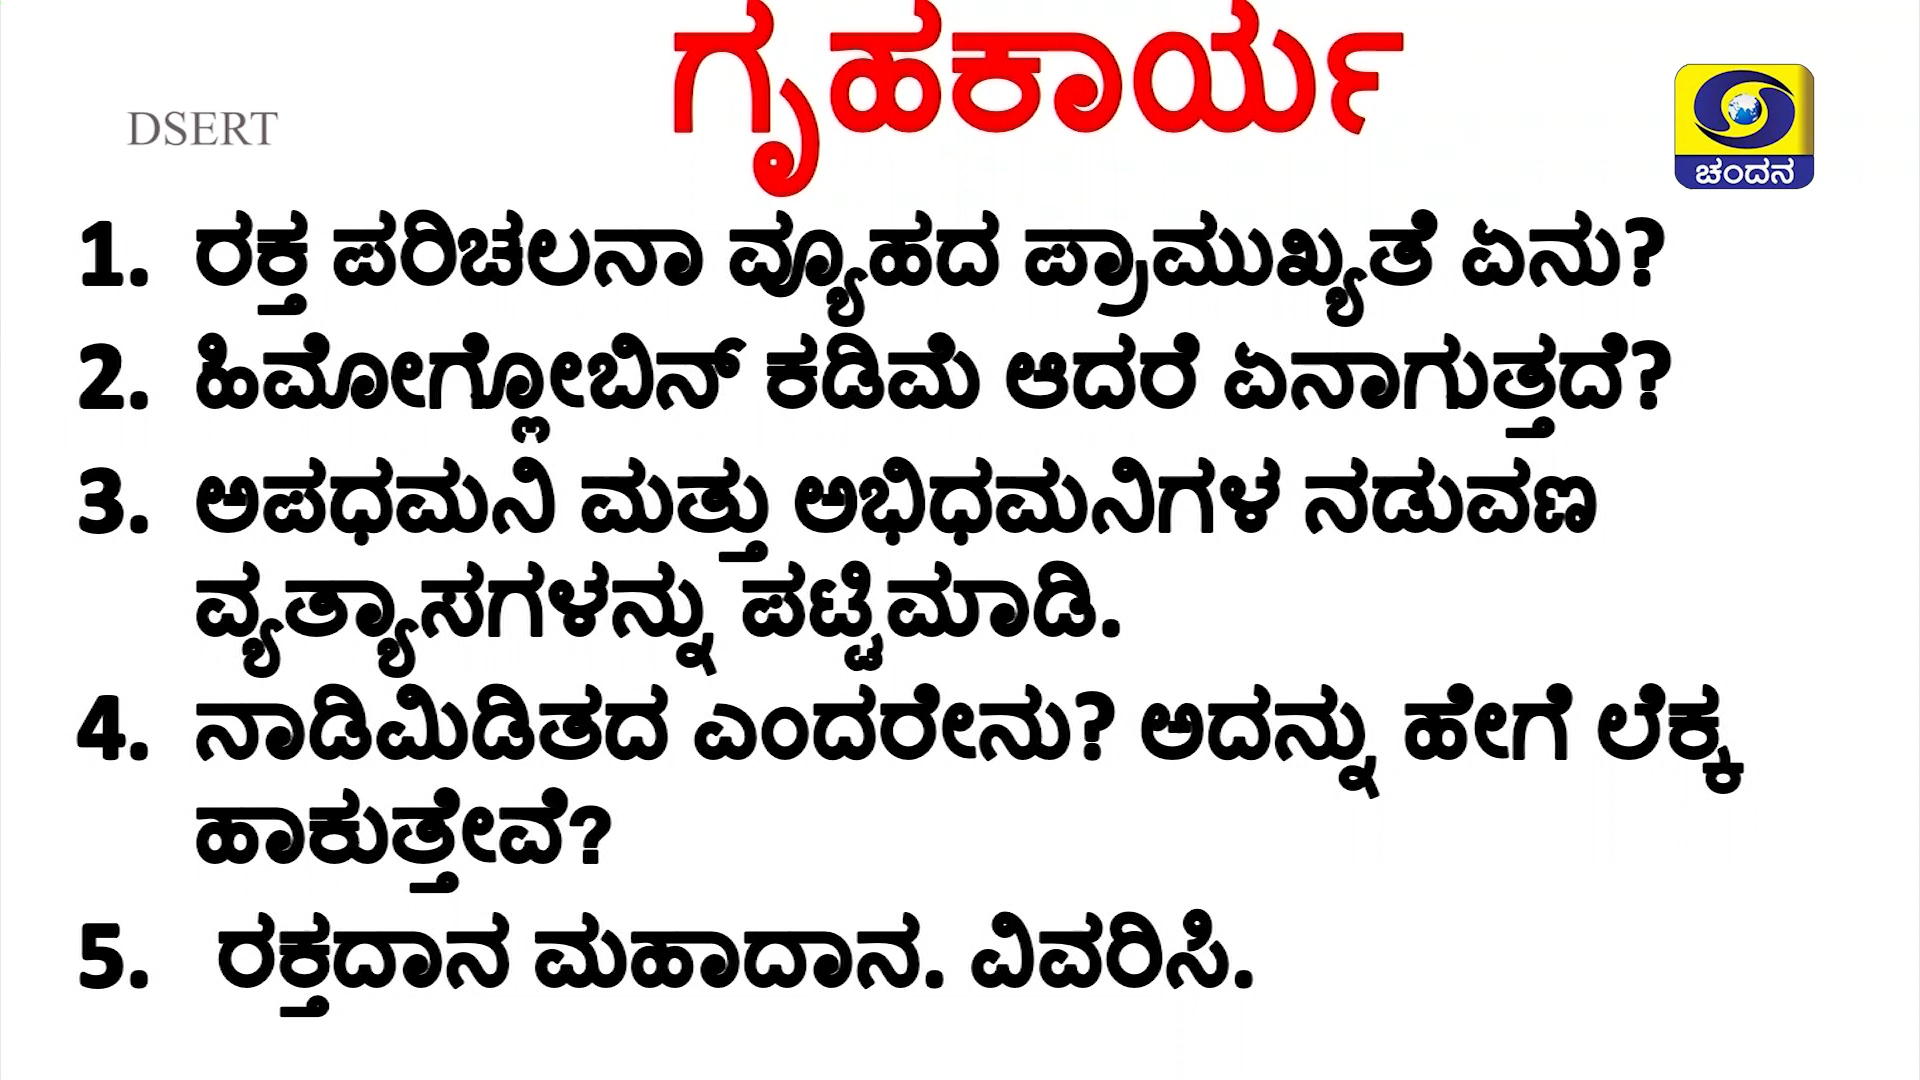 ಗೃಹಕಾರ್ಯ
DSERT
ಚಂದನ
1. ರಕ್ತ ಪರಿಚಲನಾ ವ್ಯೂಹದ ಪ್ರಾಮುಖ್ಯತೆ ಏನು?
2. ಹಿಮೋಗ್ಲೋಬಿನ್ ಕಡಿಮೆ ಆದರೆ ಏನಾಗುತ್ತದೆ?
3. ಅಪಧಮನಿ ಮತ್ತು ಅಭಿಧಮನಿಗಳ ನಡುವಣ
ವ್ಯತ್ಯಾಸಗಳನ್ನು ಪಟ್ಟಿಮಾಡಿ.
4. ನಾಡಿಮಿಡಿತದ ಎಂದರೇನು? ಅದನ್ನು ಹೇಗೆ ಲೆಕ್ಕ
ಹಾಕುತ್ತೇವೆ?
5. ರಕ್ತದಾನ ಮಹಾದಾನ. ವಿವರಿಸಿ.